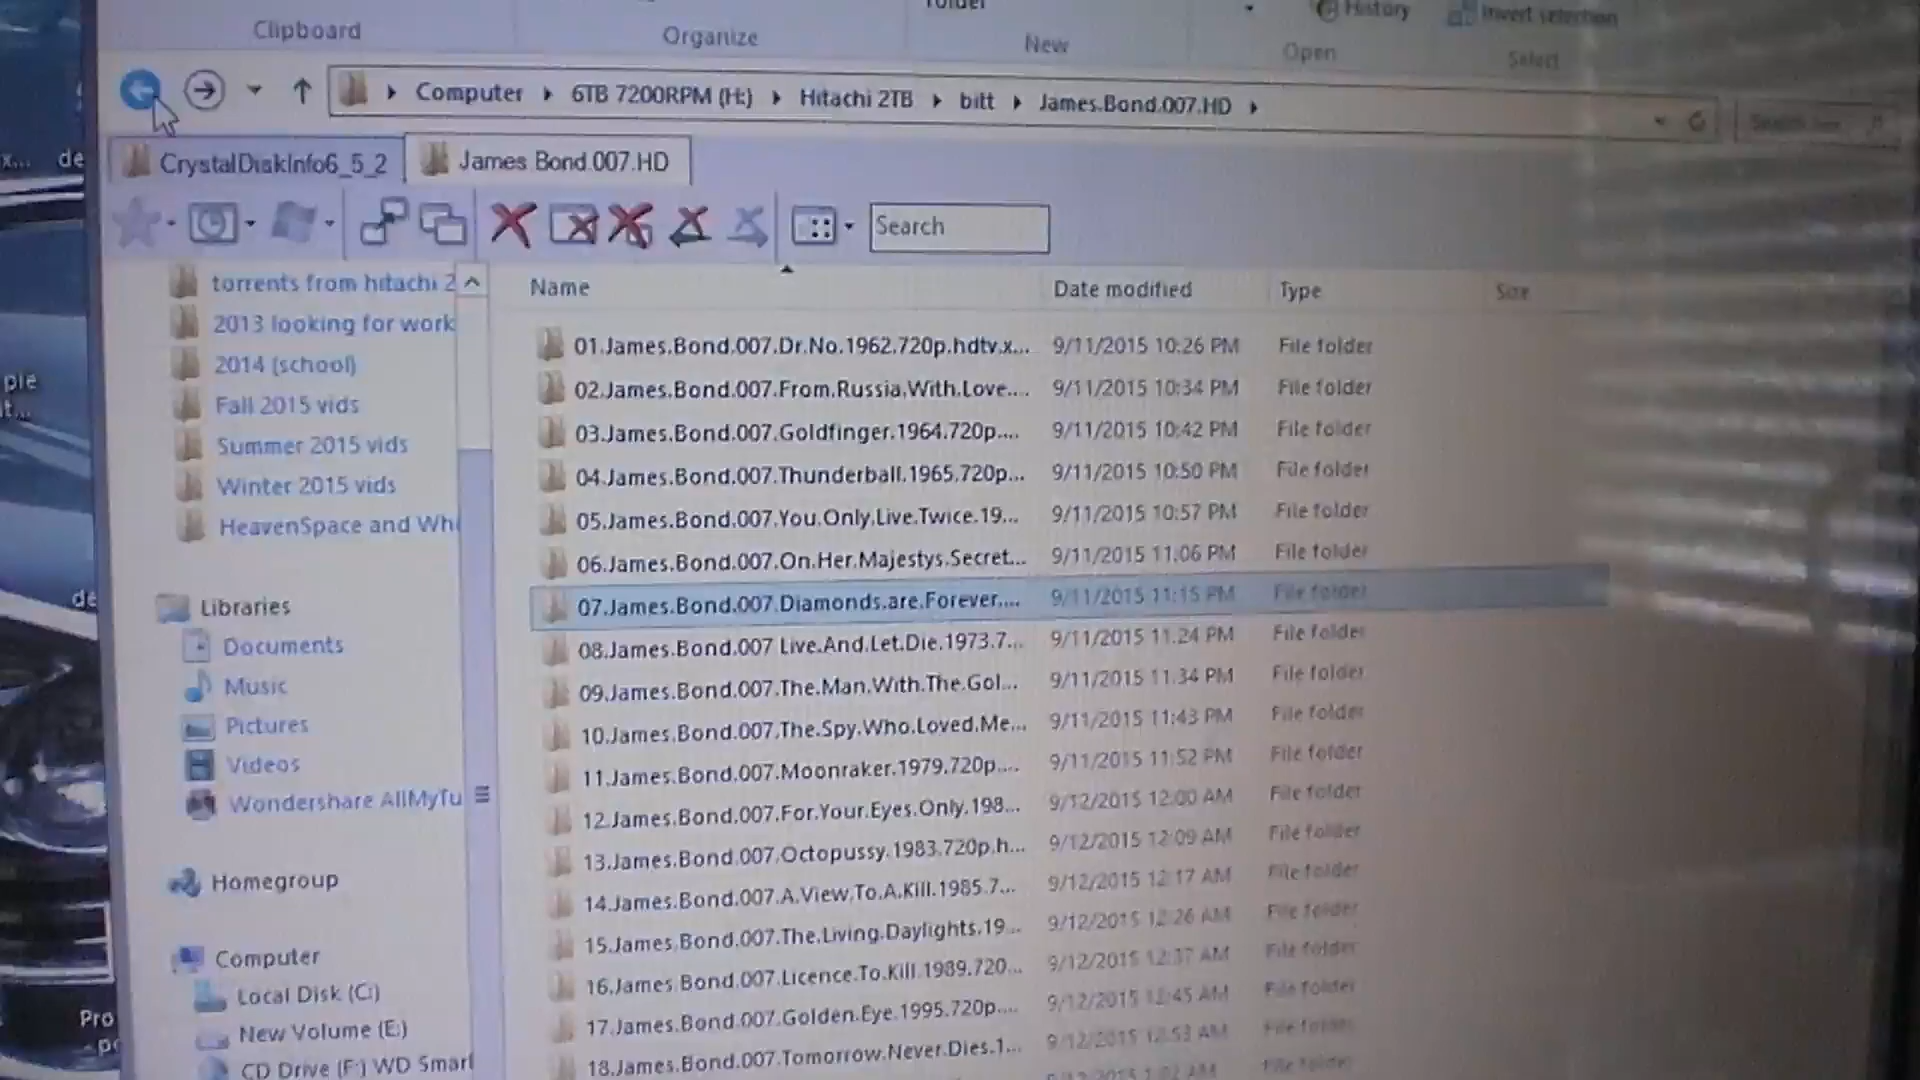 Clipboard Organize New Open Select
History Invert selection
Computer 6TB 7200RPM (H:) Hitachi 2TB bitt James.Bond.007.HD
CrystalDiskInfo6_5_2 James Bond.007.HD
Search
Name Date modified Type Size
torrents from hitachi 2
2013 looking for work
2014 (school)
Fall 2015 vids
Summer 2015 vids
Winter 2015 vids
HeavenSpace and Wh
Libraries
Documents
Music
Pictures
Videos
Wondershare AllMyTu
Homegroup
Computer
Local Disk (C:)
New Volume (E:)
CD Drive (F:) WD Smart
01.James.Bond.007.Dr.No.1962.720p.hdtv.x... 9/11/2015 10:26 PM File folder
02.James.Bond.007.From.Russia.With.Love.... 9/11/2015 10:34 PM File folder
03.James.Bond.007.Goldfinger.1964.720p.... 9/11/2015 10:42 PM File folder
04.James.Bond.007.Thunderball.1965.720p... 9/11/2015 10:50 PM File folder
05.James.Bond.007.You.Only.Live.Twice.19... 9/11/2015 10:57 PM File folder
06.James.Bond.007.On.Her.Majestys.Secret... 9/11/2015 11:06 PM File folder
07.James.Bond.007.Diamonds.are.Forever.... 9/11/2015 11:15 PM File folder
08.James.Bond.007 Live.And.Let.Die.1973.7... 9/11/2015 11:24 PM File folder
09.James.Bond.007.The.Man.With.The.Gol... 9/11/2015 11:34 PM File folder
10.James.Bond.007.The.Spy.Who.Loved.Me... 9/11/2015 11:43 PM File folder
11.James.Bond.007.Moonraker.1979.720p.... 9/11/2015 11:52 PM File folder
12.James.Bond.007.For.Your.Eyes.Only.198... 9/12/2015 12:00 AM File folder
13.James.Bond.007.Octopussy.1983.720p.h... 9/12/2015 12:09 AM File folder
14.James.Bond.007.A.View.To.A.Kill.1985.7... 9/12/2015 12:17 AM File folder
15.James.Bond.007.The.Living.Daylights.19... 9/12/2015 12:26 AM File folder
16.James.Bond.007.Licence.To.Kill.1989.720... 9/12/2015 12:37 AM File folder
17.James.Bond.007.Golden.Eye.1995.720p.... 9/12/2015 12:45 AM File folder
18.James.Bond.007.Tomorrow.Never.Dies.1... 9/12/2015 12:53 AM File folder